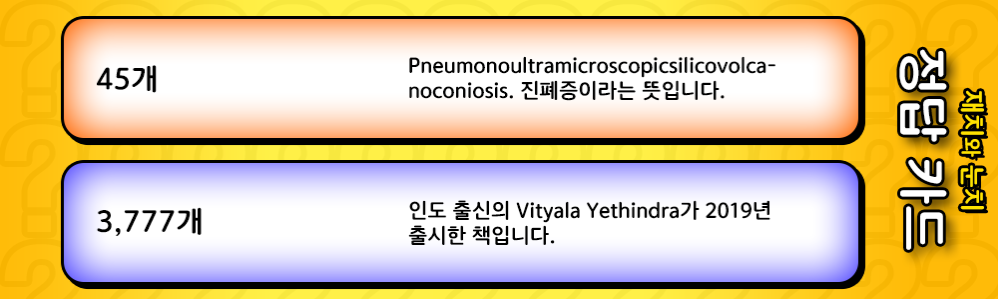 45개
Pneumonoultramicroscopicsilicovolca-
noconiosis. 진폐증이라는 뜻입니다.
3,777개
인도 출신의 Vityala Yethindra가 2019년
출시한 책입니다.
재치와 눈치
정답 카드